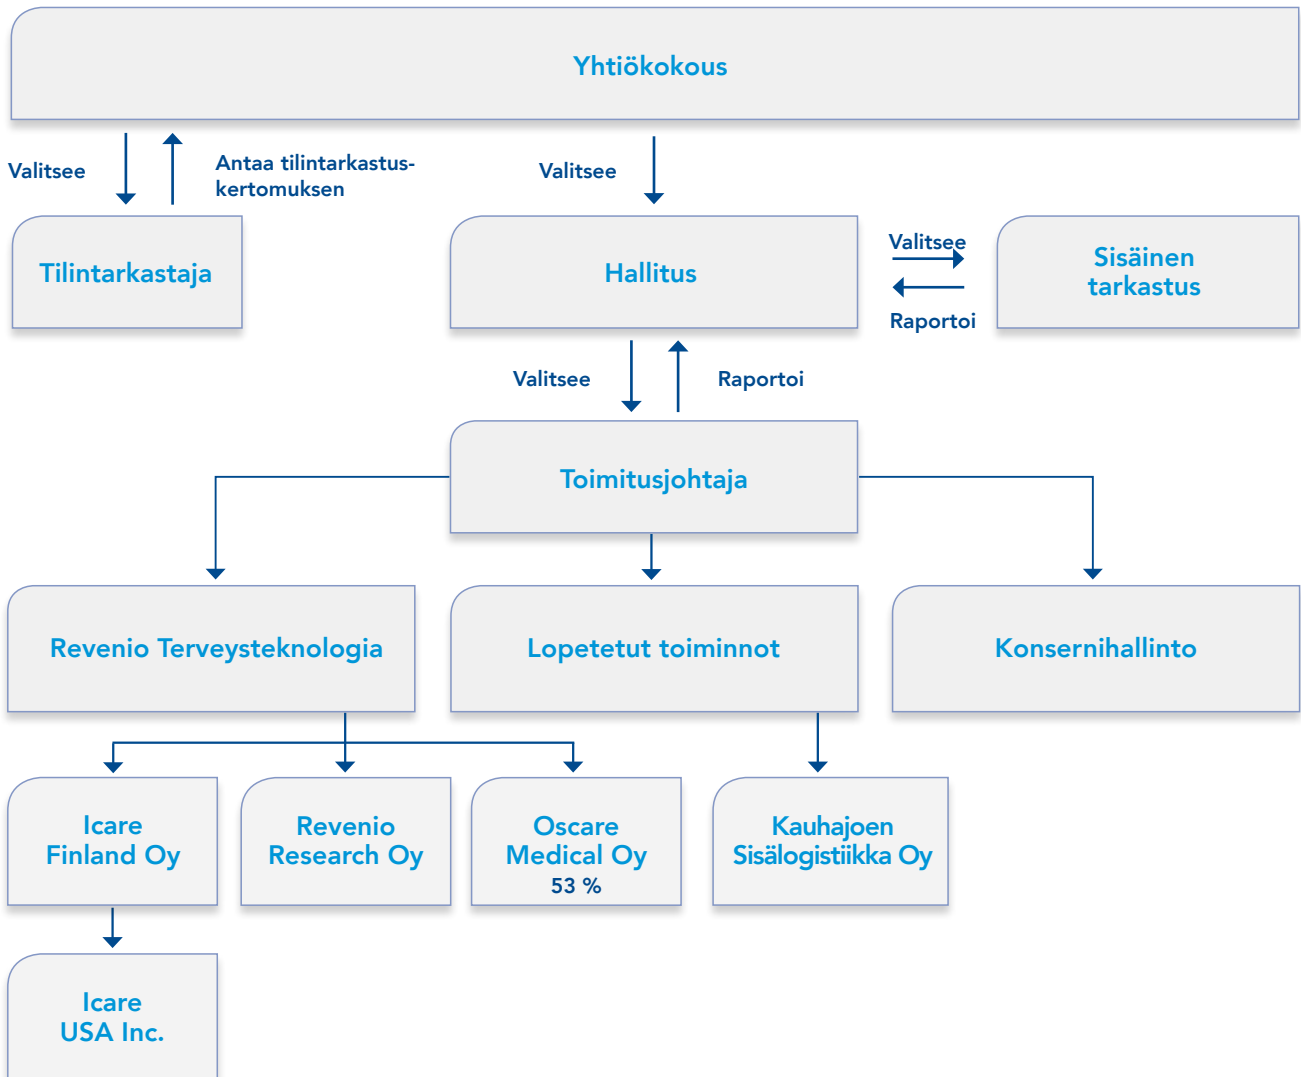 Yhtiökokous
Valitsee
Antaa tilintarkastus-
kertomuksen
Valitsee
Tilintarkastaja
Hallitus
Valitsee
Raportoi
Sisäinen
tarkastus
Valitsee
Raportoi
Toimitusjohtaja
Revenio Terveysteknologia
Lopetetut toiminnot
Konsernihallinto
Icare
Finland Oy
Revenio
Research Oy
Oscare
Medical Oy
53 %
Kauhajoen
Sisälogistiikka Oy
Icare
USA Inc.